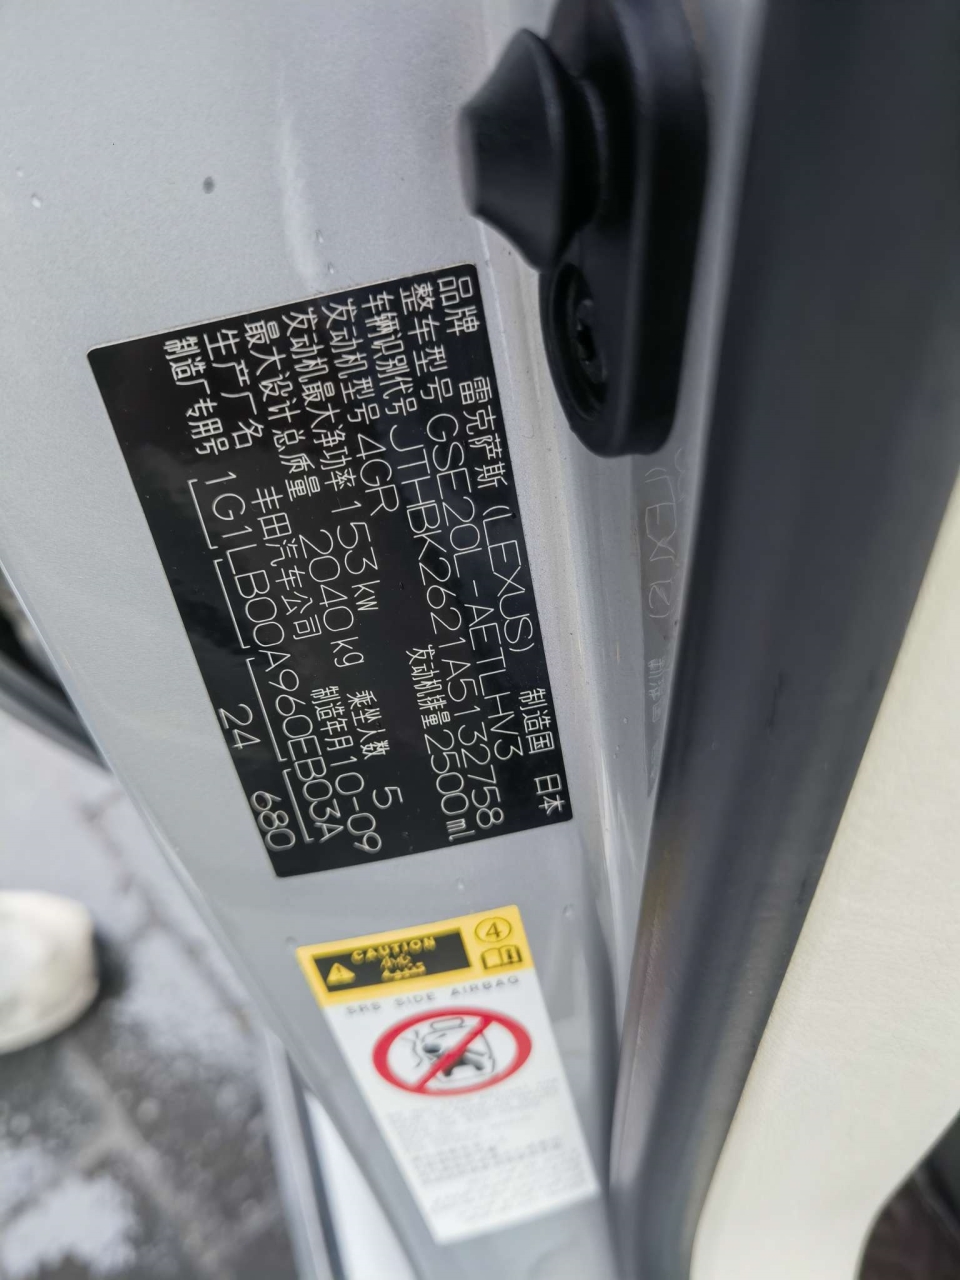 品牌 雷克萨斯 (LEXUS) 制造国 日本
整车型号 GSE20L-AETLHV3
车辆识别代号 JTHBK2621A5132758
发动机型号 4GR 发动机排量 2500ml
发动机最大净功率 153kW 乘坐人数 5
最大设计总质量 2040kg 制造年月 10-09
生产厂名 丰田汽车公司
制造厂专用号 1G1LB00A960EB03A
24 680
CAUTION
4
SRS SIDE AIRBAG